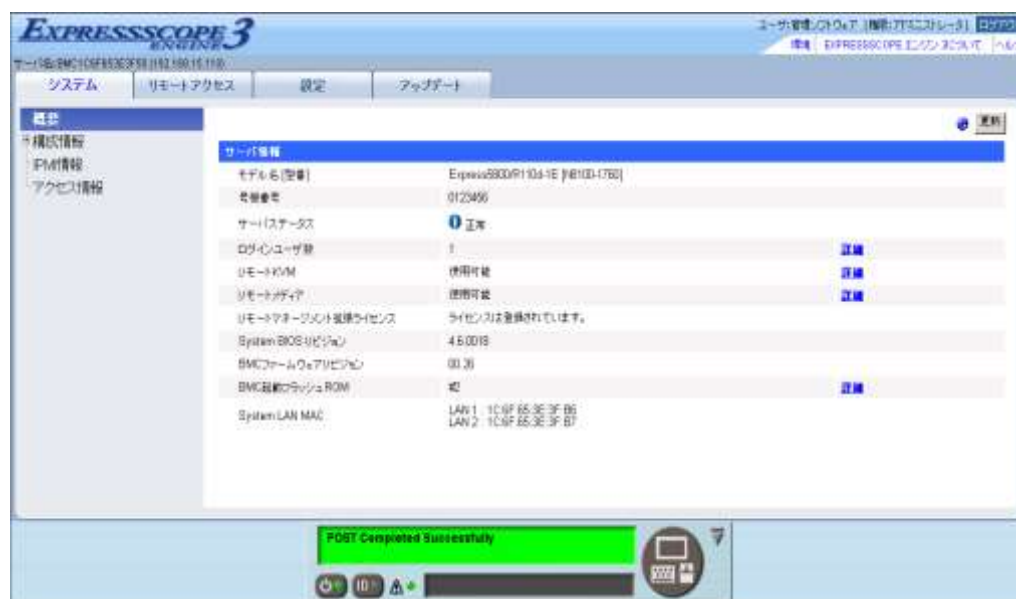 EXPRESSSCOPE ENGINE 3
システム
リモートアクセス
設定
アップデート
環境
概要
構成情報
IPMI情報
アクセス情報
更新
サーバ情報
モデル名[型番]
Express5800/R110d-1E [N8100-1760]
号機番号
0123456
サーバステータス
正常
ログインユーザ数
1
詳細
リモートKVM
使用可能
詳細
リモートメディア
使用可能
詳細
リモートマネージメント拡張ライセンス
ライセンスは登録されています。
System BIOS リビジョン
4.6.0018
BMCファームウェアリビジョン
00.26
BMC起動フラッシュROM
#2
詳細
System LAN MAC
LAN 1 : 1C:6F:65:3E:3F:B6
LAN 2 : 1C:6F:65:3E:3F:B7
POST Completed Successfully
ID